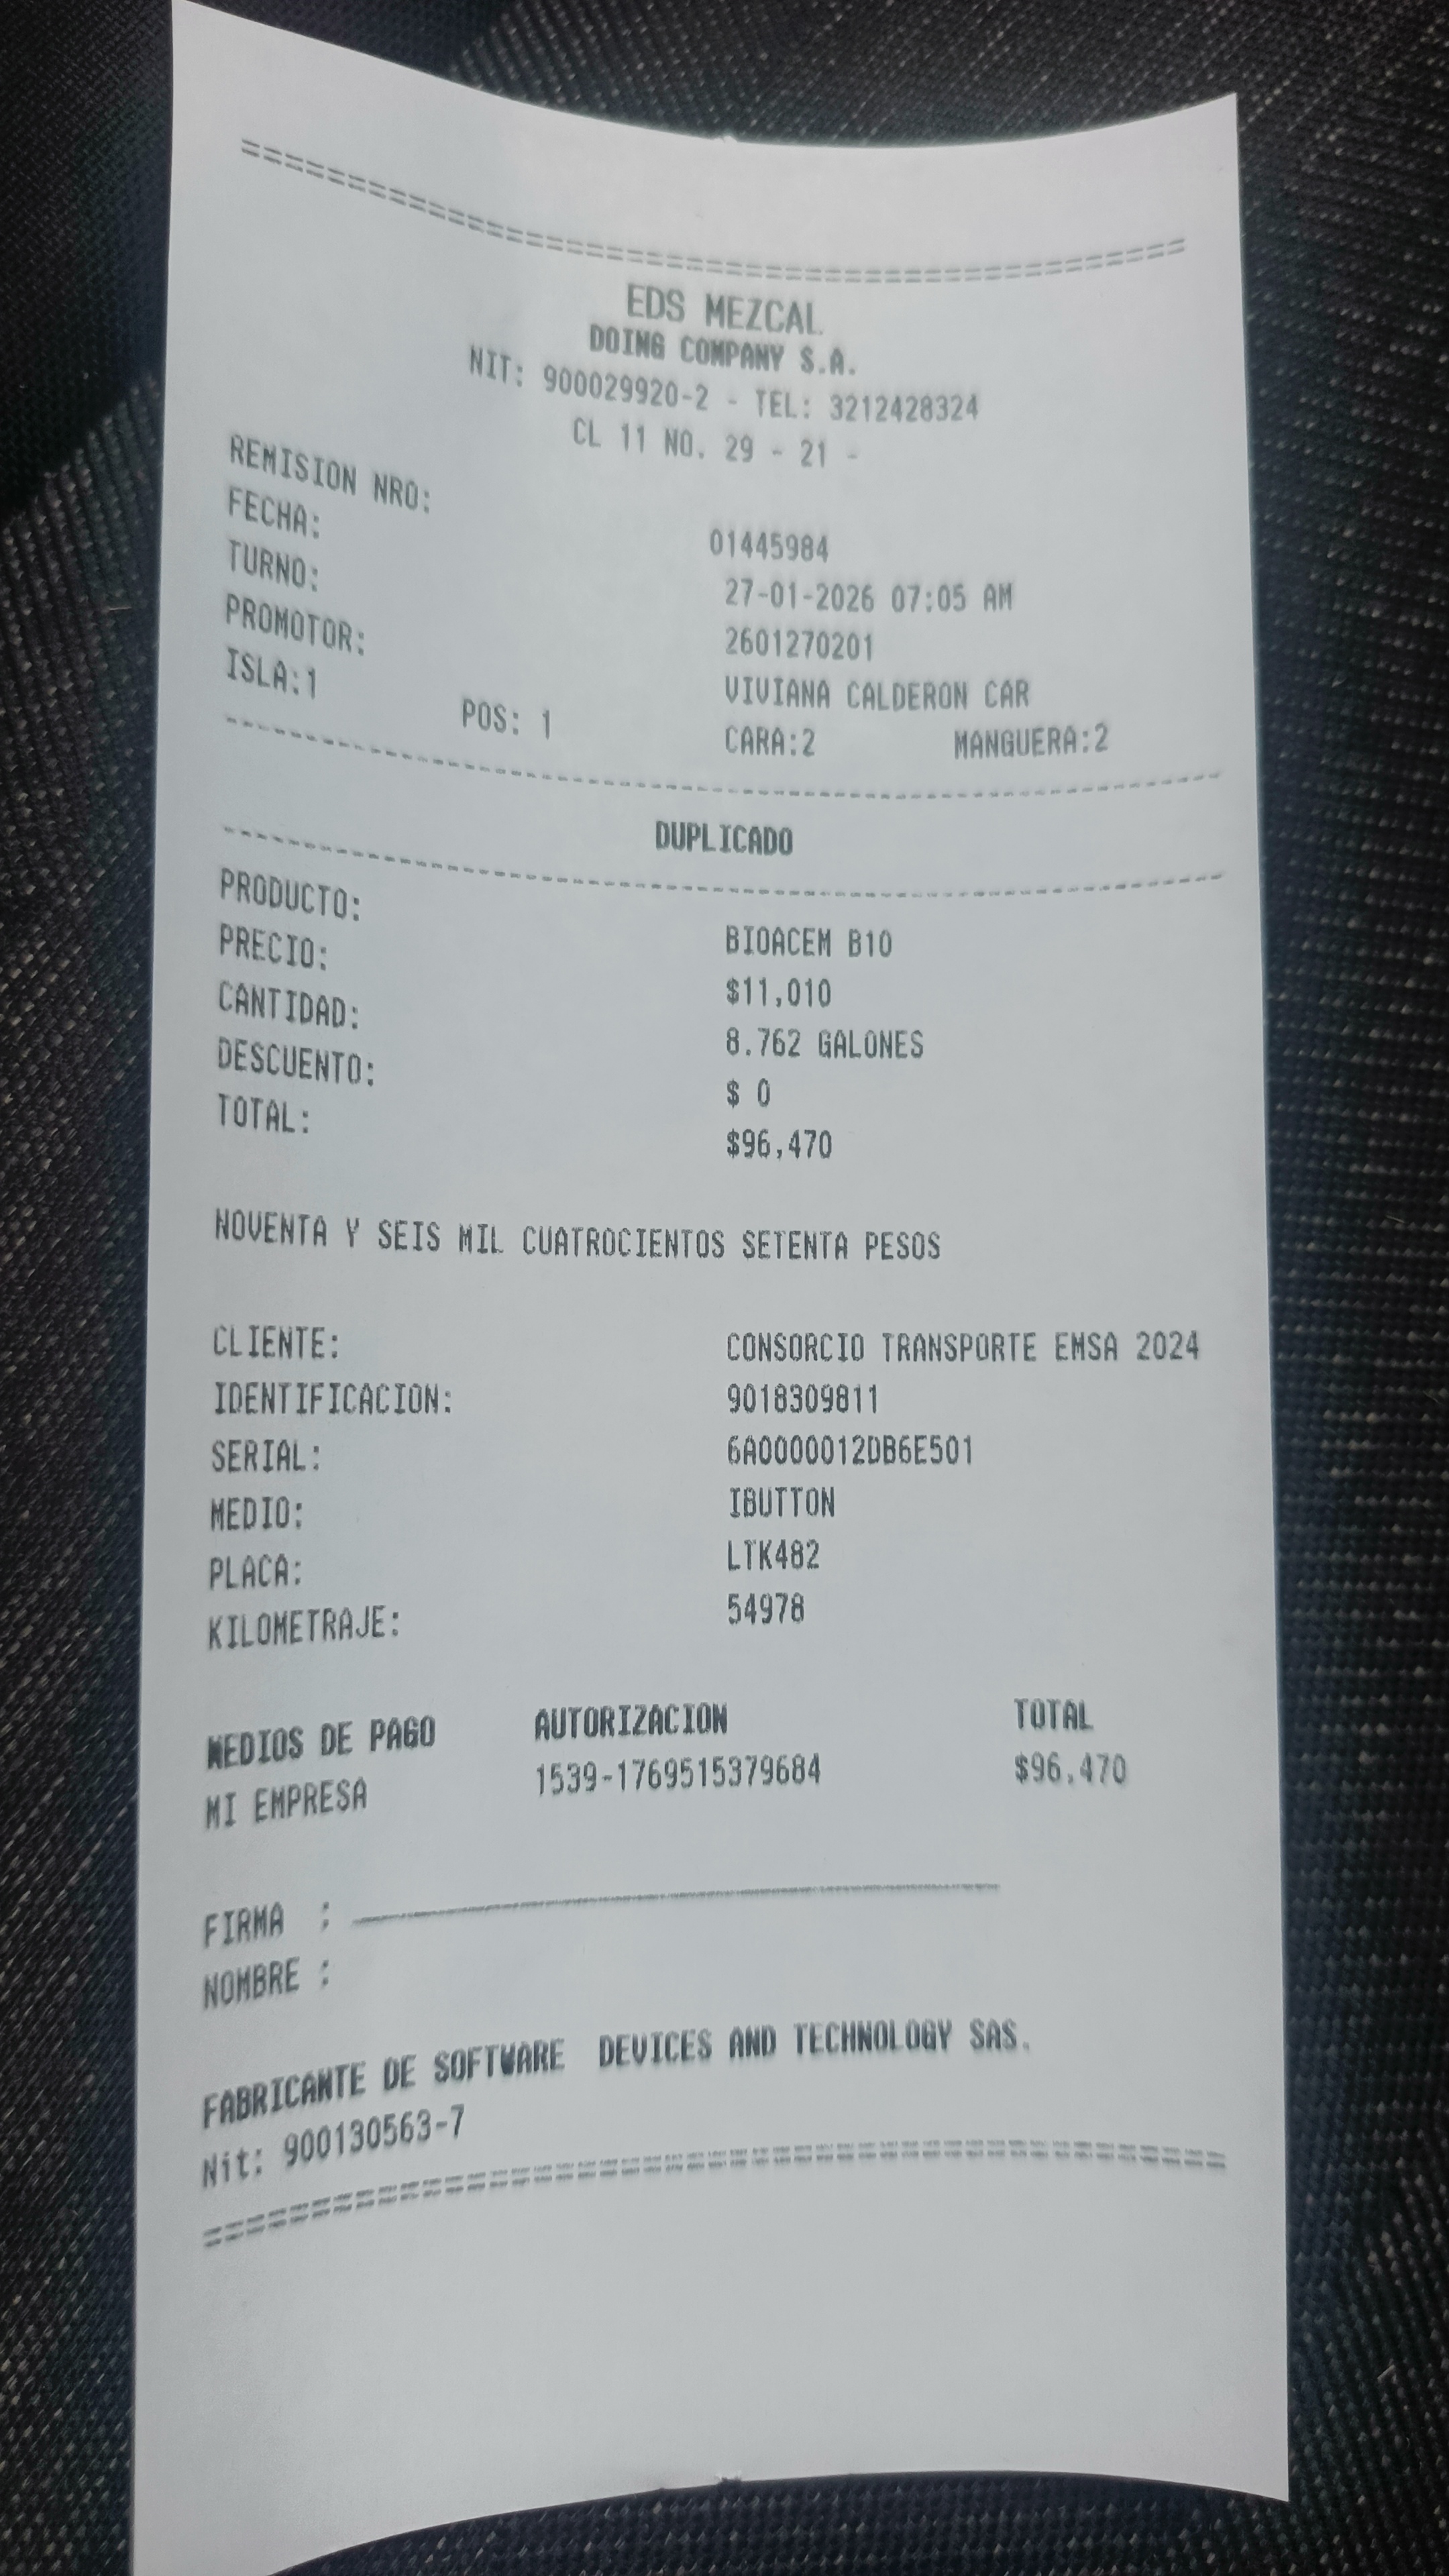 EDS MEZCAL
DOING COMPANY S.A.
NIT: 900029920-2 - TEL: 3212428324
CL 11 NO. 29 - 21 -
REMISION NRO: 01445984
FECHA: 27-01-2026 07:05 AM
TURNO: 2601270201
PROMOTOR: VIVIANA CALDERON CAR
ISLA:1 POS: 1 CARA:2 MANGUERA:2
DUPLICADO
PRODUCTO: BIOACEM B10
PRECIO: $11,010
CANTIDAD: 8.762 GALONES
DESCUENTO: $ 0
TOTAL: $96,470
NOVENTA Y SEIS MIL CUATROCIENTOS SETENTA PESOS
CLIENTE: CONSORCIO TRANSPORTE EMSA 2024
IDENTIFICACION: 9018309811
SERIAL: 6A0000012DB6E501
MEDIO: IBUTTON
PLACA: LTK482
KILOMETRAJE: 54978
MEDIOS DE PAGO AUTORIZACION TOTAL
MI EMPRESA 1539-1769515379684 $96,470
FIRMA :
NOMBRE :
FABRICANTE DE SOFTWARE DEVICES AND TECHNOLOGY SAS.
Nit: 900130563-7